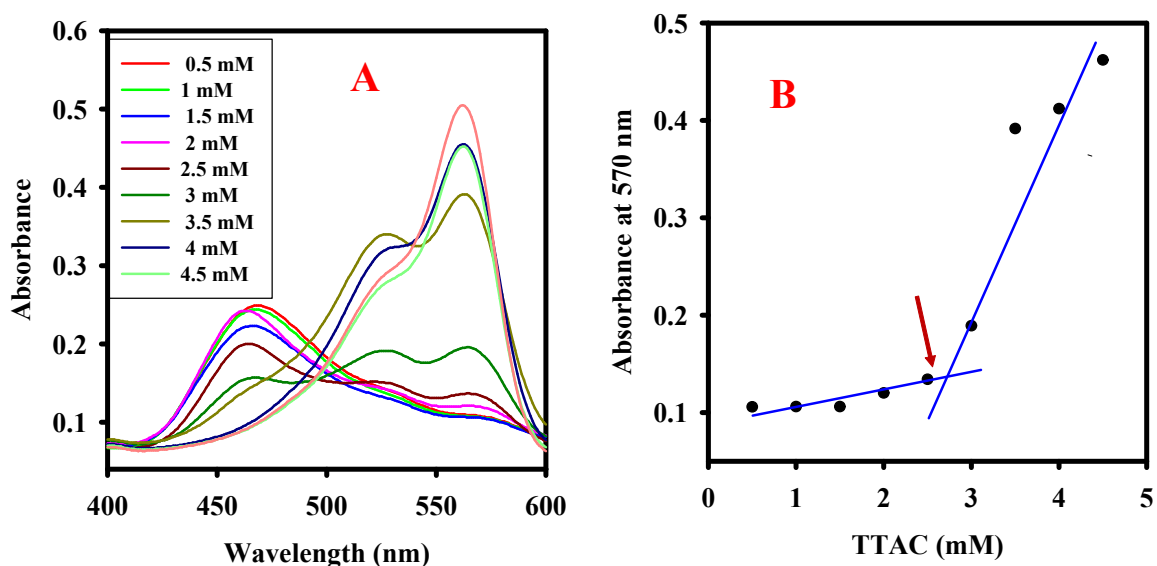 0.6
0.5
0.4
0.3
0.2
0.1
Absorbance
0.5 mM
1 mM
1.5 mM
2 mM
2.5 mM
3 mM
3.5 mM
4 mM
4.5 mM
A
400
450
500
550
600
Wavelength (nm)
0.5
0.4
0.3
0.2
0.1
Absorbance at 570 nm
B
0
1
2
3
4
5
TTAC (mM)